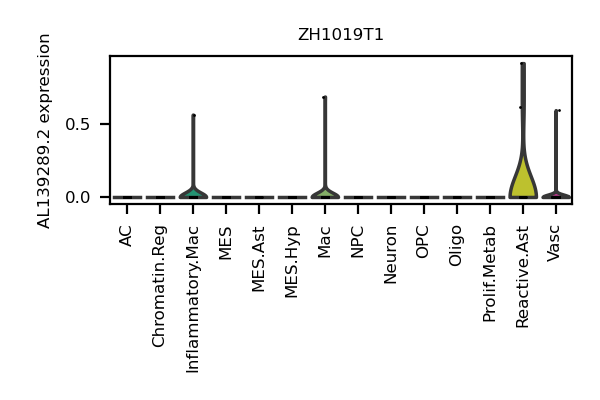 ZH1019T1
AL139289.2 expression
0.5
0.0
AC
Chromatin.Reg
Inflammatory.Mac
MES
MES.Ast
MES.Hyp
Mac
NPC
Neuron
OPC
Oligo
Prolif.Metab
Reactive.Ast
Vasc